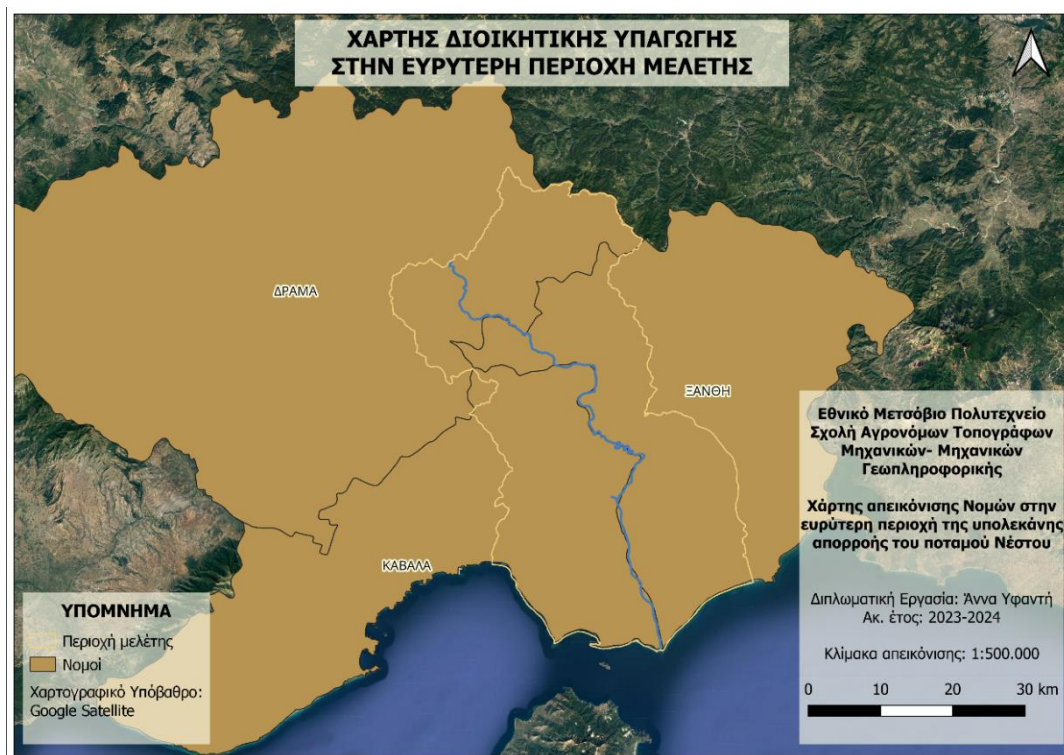 ΧΑΡΤΗΣ ΔΙΟΙΚΗΤΙΚΗΣ ΥΠΑΓΩΓΗΣ
ΣΤΗΝ ΕΥΡΥΤΕΡΗ ΠΕΡΙΟΧΗ ΜΕΛΕΤΗΣ
ΔΡΑΜΑ
ΞΑΝΘΗ
ΚΑΒΑΛΑ
ΥΠΟΜΝΗΜΑ
Περιοχή μελέτης
Νομοί
Χαρτογραφικό Υπόβαθρο:
Google Satellite
Εθνικό Μετσόβιο Πολυτεχνείο
Σχολή Αγρονόμων Τοπογράφων
Μηχανικών- Μηχανικών
Γεωπληροφορικής
Χάρτης απεικόνισης Νομών στην
ευρύτερη περιοχή της υπολεκάνης
απορροής του ποταμού Νέστου
Διπλωματική Εργασία: Άννα Υφαντή
Ακ. έτος: 2023-2024
Κλίμακα απεικόνισης: 1:500.000
0 10 20 30 km